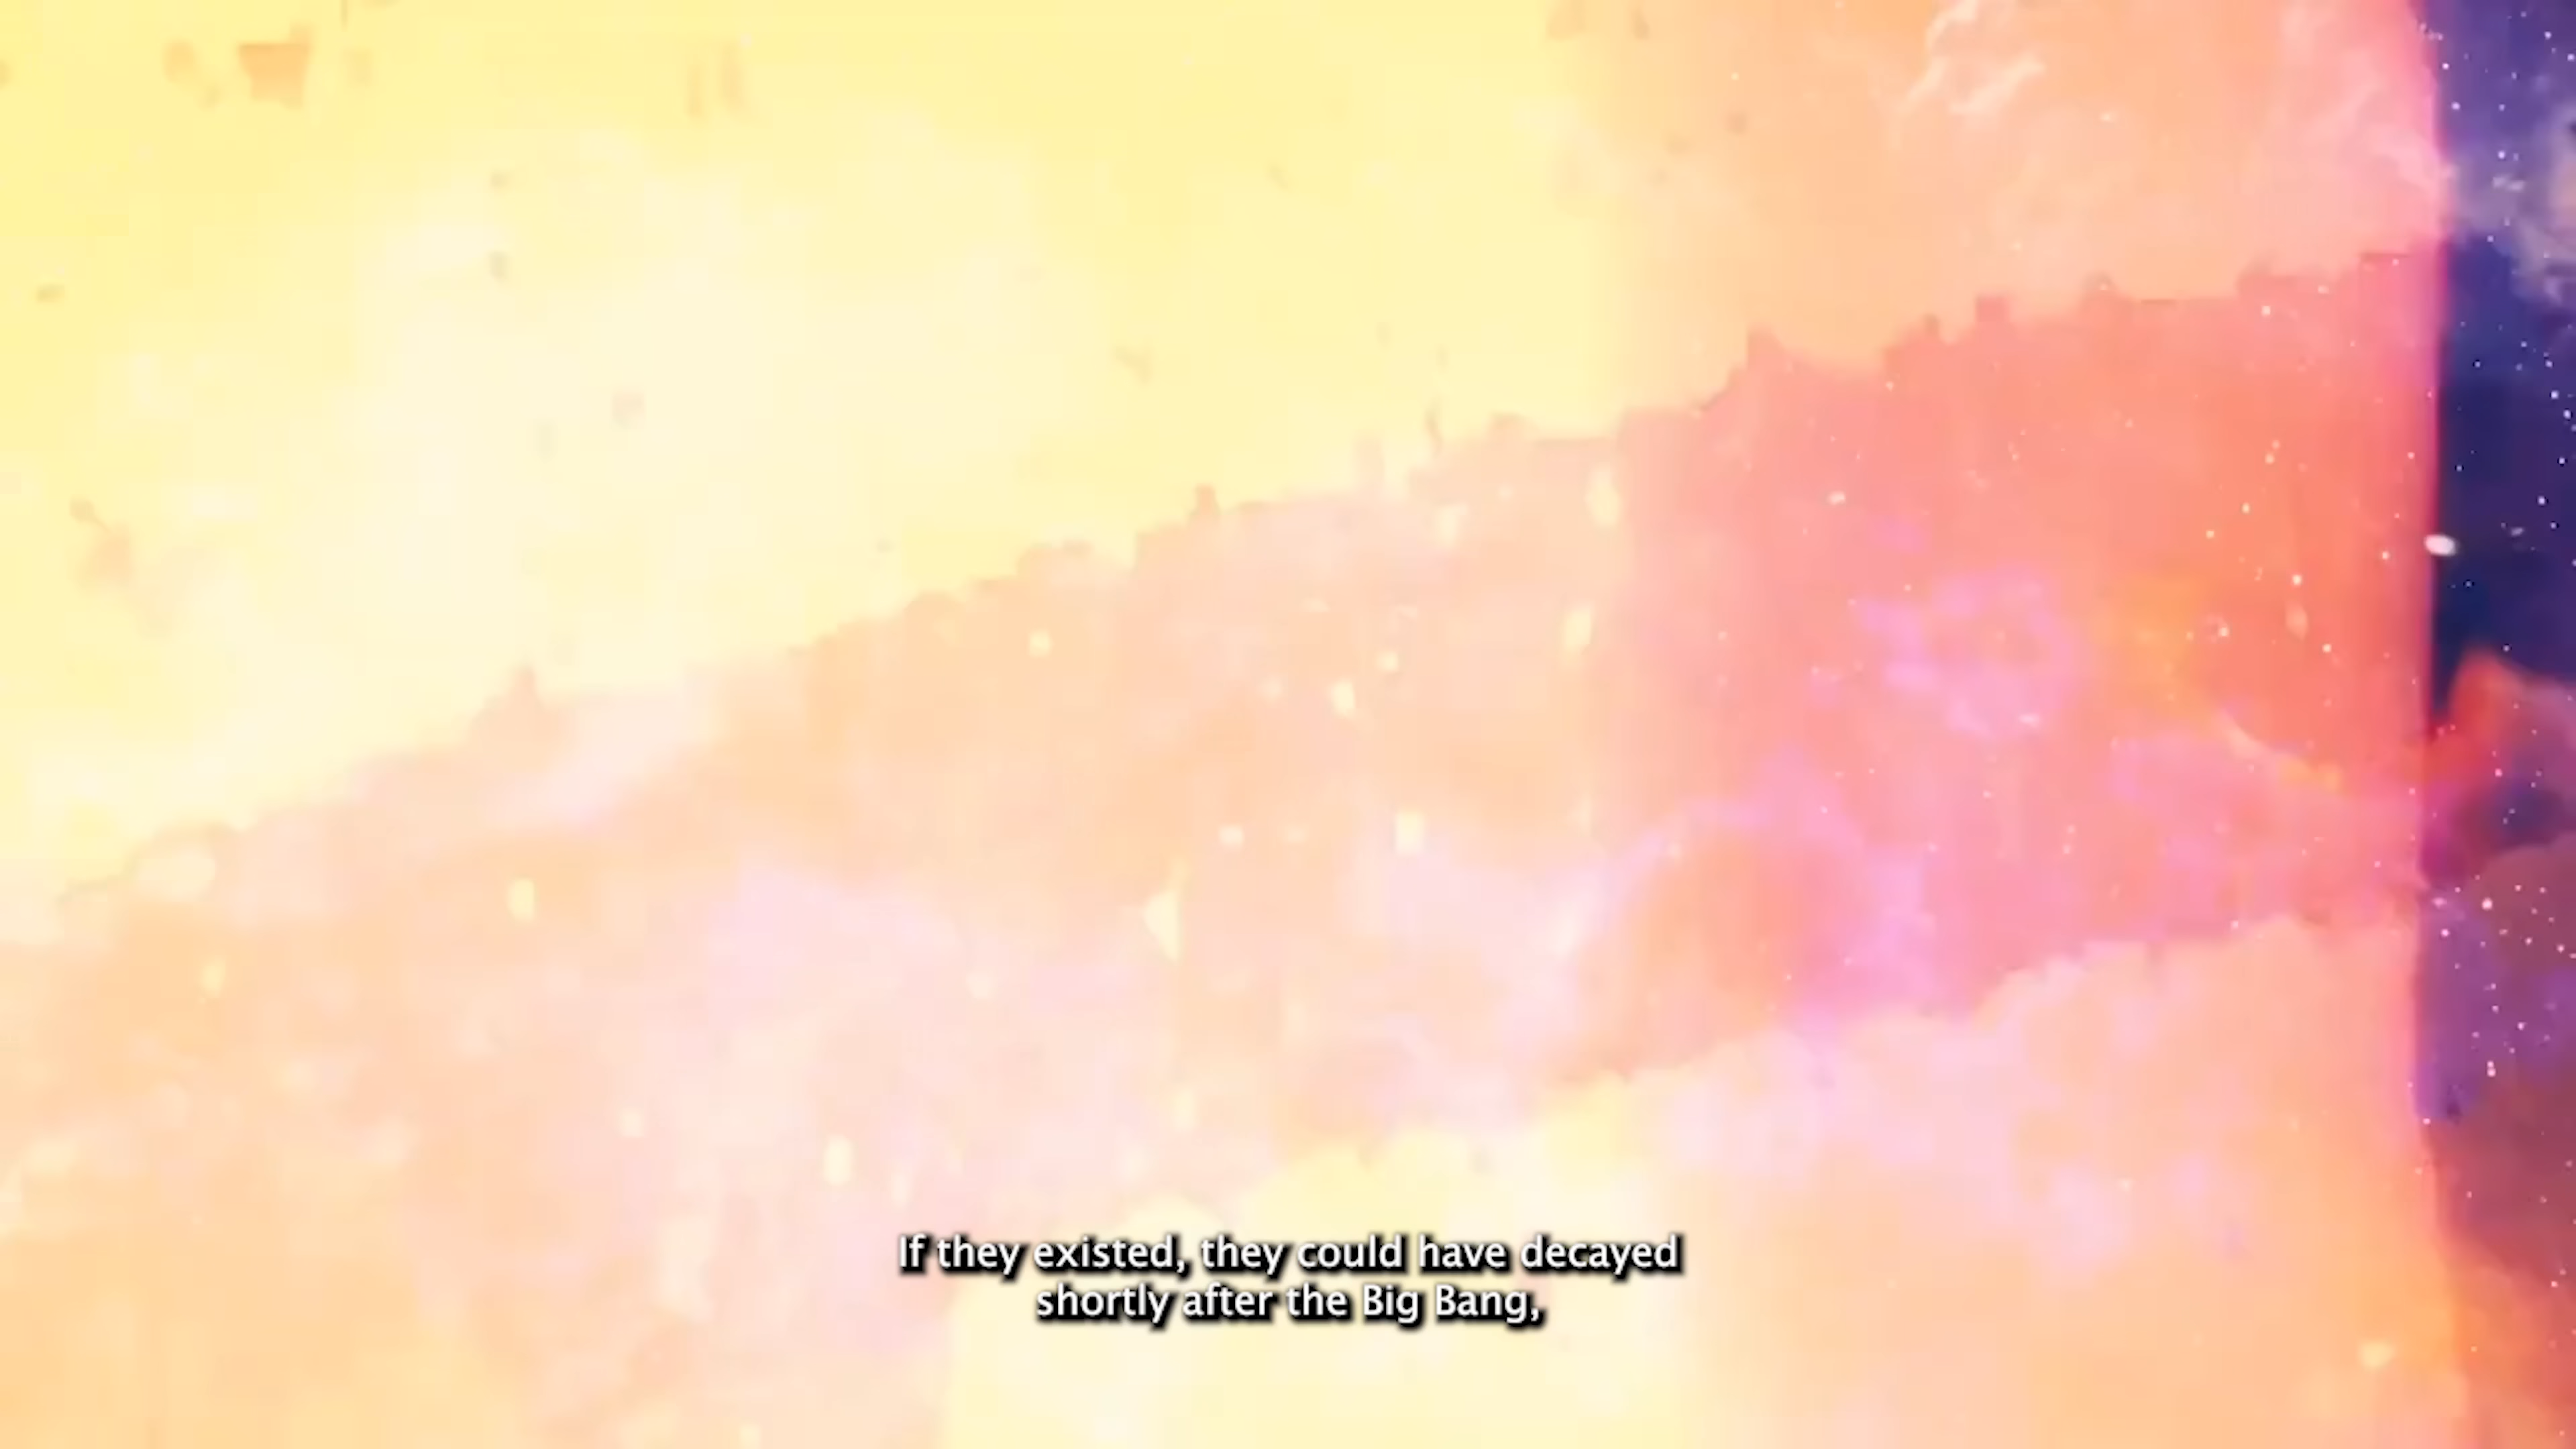 If they existed, they could have decayed
shortly after the Big Bang,